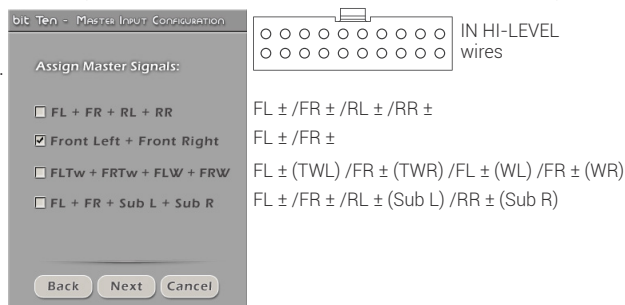 bit Ten - Master Input Configuration
IN HI-LEVEL
wires
.
Assign Master Signals:
FL + FR + RL + RR
FL ± /FR ± /RL ± /RR ±
Front Left + Front Right
FL ± /FR ±
FLTw + FRTw + FLW + FRW
FL ± (TWL) /FR ± (TWR) /FL ± (WL) /FR ± (WR)
FL + FR + Sub L + Sub R
FL ± /FR ± /RL ± (Sub L) /RR ± (Sub R)
Back Next Cancel